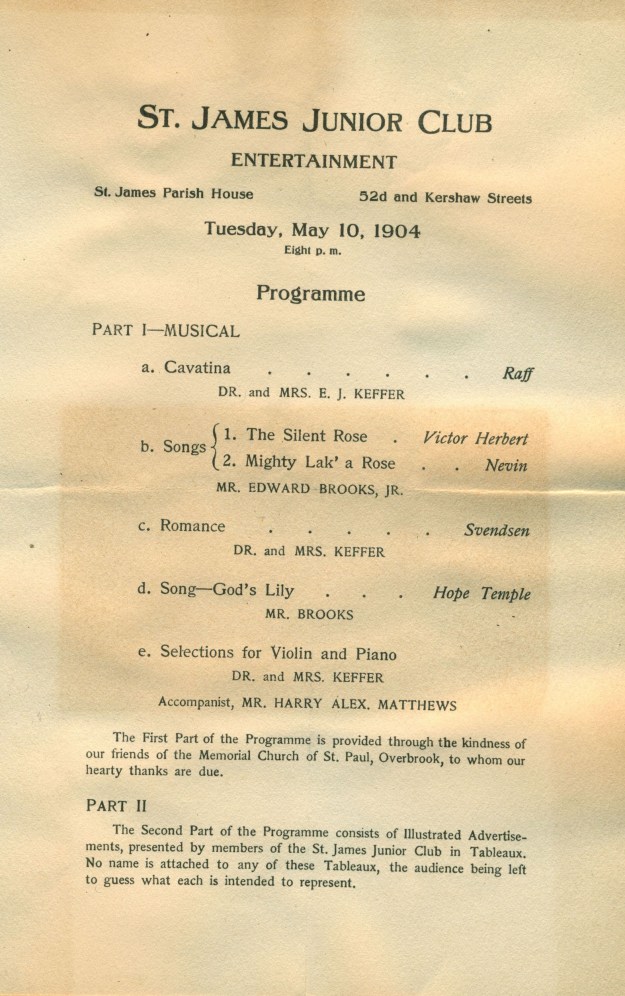 ST. JAMES JUNIOR CLUB
ENTERTAINMENT
St. James Parish House 52d and Kershaw Streets
Tuesday, May 10, 1904
Eight p. m.
Programme
PART I—MUSICAL
a. Cavatina . . . . . . Raff
DR. and MRS. E. J. KEFFER
b. Songs { 1. The Silent Rose . Victor Herbert
2. Mighty Lak' a Rose . . Nevin
MR. EDWARD BROOKS, JR.
c. Romance . . . . . Svendsen
DR. and MRS. KEFFER
d. Song—God's Lily . . . Hope Temple
MR. BROOKS
e. Selections for Violin and Piano
DR. and MRS. KEFFER
Accompanist, MR. HARRY ALEX. MATTHEWS
The First Part of the Programme is provided through the kindness of
our friends of the Memorial Church of St. Paul, Overbrook, to whom our
hearty thanks are due.
PART II
The Second Part of the Programme consists of Illustrated Advertise-
ments, presented by members of the St. James Junior Club in Tableaux.
No name is attached to any of these Tableaux, the audience being left
to guess what each is intended to represent.